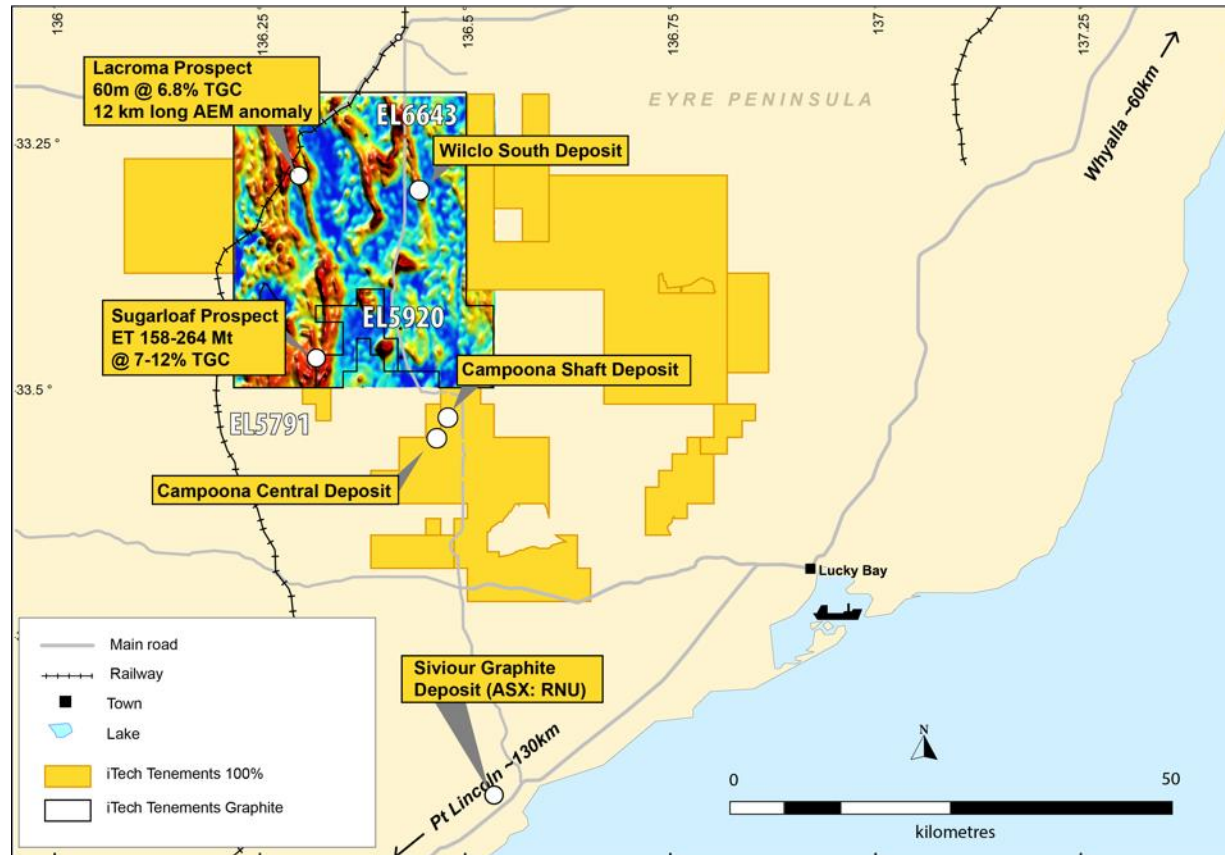 136
136.25
136.5
136.75
137
137.25
Lacroma Prospect
60m @ 6.8% TGC
12 km long AEM anomaly
EL6643
EYRE PENINSULA
Whyalla ~60km
33.25 °
Wilclo South Deposit
Sugarloaf Prospect
ET 158-264 Mt
@ 7-12% TGC
EL5920
Campoona Shaft Deposit
33.5 °
EL5791
Campoona Central Deposit
Lucky Bay
Main road
Railway
Town
Lake
iTech Tenements 100%
iTech Tenements Graphite
Siviour Graphite
Deposit (ASX: RNU)
Pt Lincoln ~130km
N
0
50
kilometres